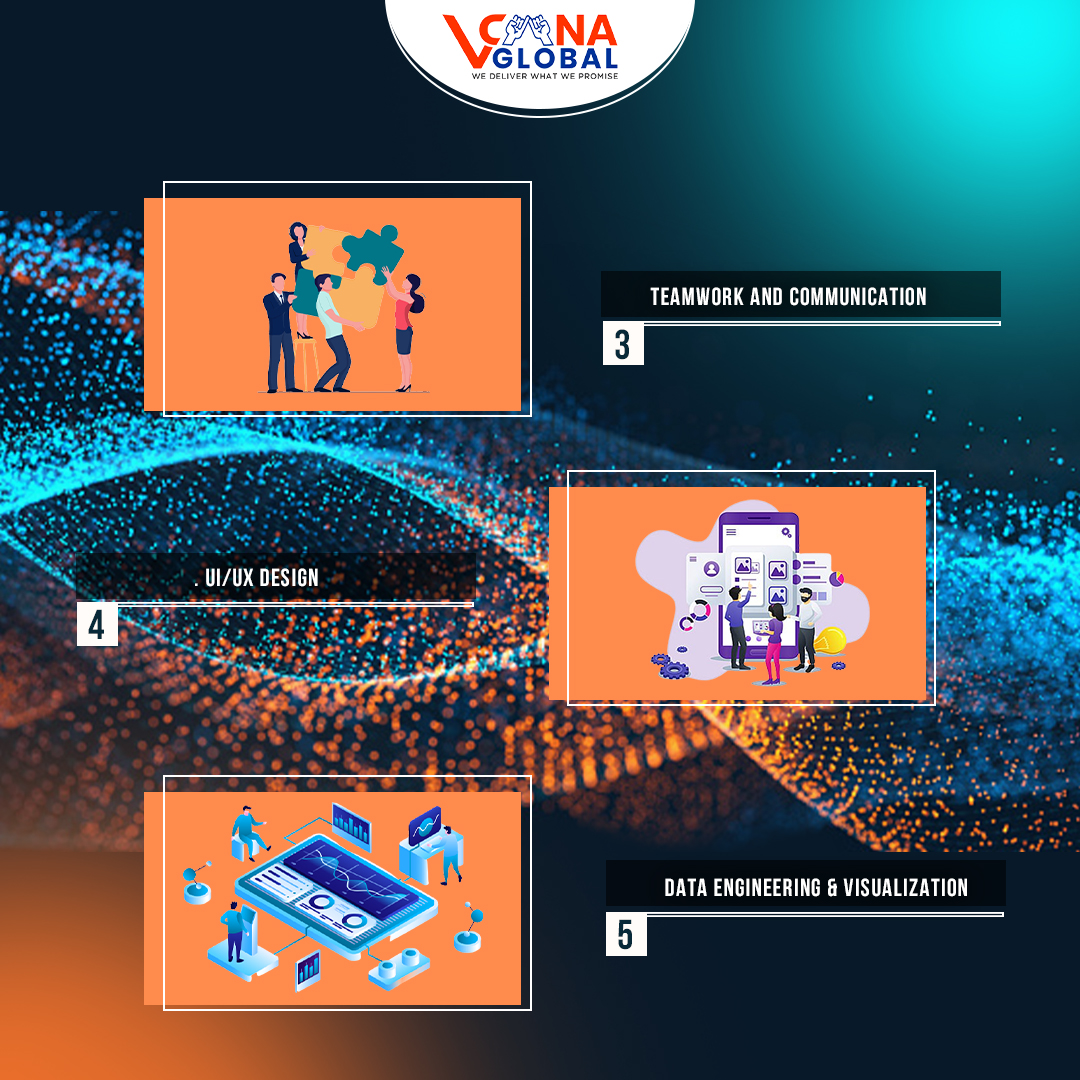 VCANA
GLOBAL
WE DELIVER WHAT WE PROMISE
TEAMWORK AND COMMUNICATION
3
. UI/UX DESIGN
4
DATA ENGINEERING & VISUALIZATION
5